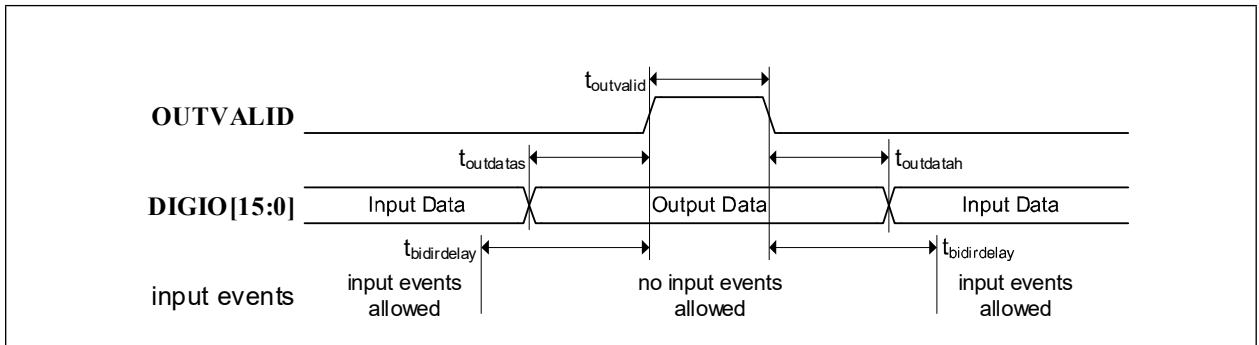 toutvalid
OUTVALID
toutdatas
toutdatah
DIGIO[15:0]
Input Data
Output Data
Input Data
tbidirdelay
tbidirdelay
input events
input events
allowed
no input events
allowed
input events
allowed